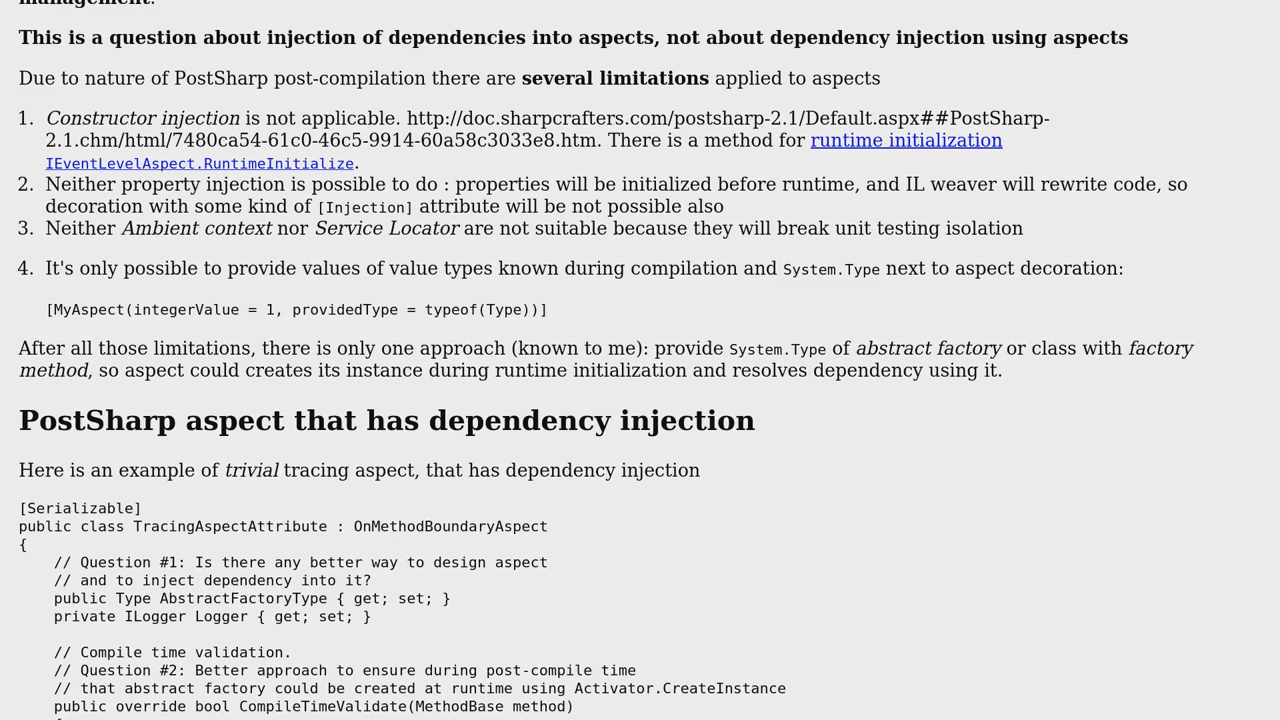 management.
This is a question about injection of dependencies into aspects, not about dependency injection using aspects
Due to nature of PostSharp post-compilation there are several limitations applied to aspects
1. Constructor injection is not applicable. http://doc.sharpcrafters.com/postsharp-2.1/Default.aspx##PostSharp-
2.1.chm/html/7480ca54-61c0-46c5-9914-60a58c3033e8.htm. There is a method for runtime initialization
IEventLevelAspect.RuntimeInitialize.
2. Neither property injection is possible to do : properties will be initialized before runtime, and IL weaver will rewrite code, so
decoration with some kind of [Injection] attribute will be not possible also
3. Neither Ambient context nor Service Locator are not suitable because they will break unit testing isolation
4. It's only possible to provide values of value types known during compilation and System.Type next to aspect decoration:
[MyAspect(integerValue = 1, providedType = typeof(Type))]
After all those limitations, there is only one approach (known to me): provide System.Type of abstract factory or class with factory
method, so aspect could creates its instance during runtime initialization and resolves dependency using it.
PostSharp aspect that has dependency injection
Here is an example of trivial tracing aspect, that has dependency injection
[Serializable]
public class TracingAspectAttribute : OnMethodBoundaryAspect
{
    // Question #1: Is there any better way to design aspect
    // and to inject dependency into it?
    public Type AbstractFactoryType { get; set; }
    private ILogger Logger { get; set; }
    // Compile time validation.
    // Question #2: Better approach to ensure during post-compile time
    // that abstract factory could be created at runtime using Activator.CreateInstance
    public override bool CompileTimeValidate(MethodBase method)